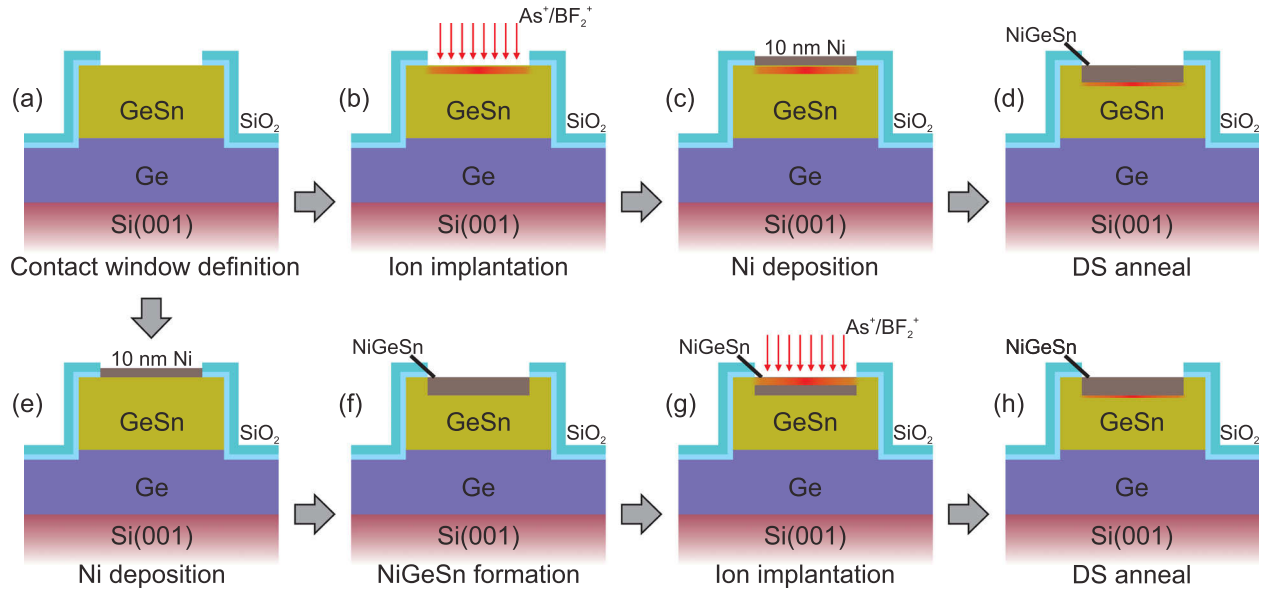 (a)
GeSn
SiO₂
Ge
Si(001)
Contact window definition
As⁺/BF₂⁺
(b)
GeSn
SiO₂
Ge
Si(001)
Ion implantation
10 nm Ni
(c)
GeSn
SiO₂
Ge
Si(001)
Ni deposition
NiGeSn
(d)
GeSn
SiO₂
Ge
Si(001)
DS anneal
10 nm Ni
(e)
GeSn
SiO₂
Ge
Si(001)
Ni deposition
NiGeSn
(f)
GeSn
SiO₂
Ge
Si(001)
NiGeSn formation
As⁺/BF₂⁺
NiGeSn
(g)
GeSn
SiO₂
Ge
Si(001)
Ion implantation
NiGeSn
(h)
GeSn
SiO₂
Ge
Si(001)
DS anneal